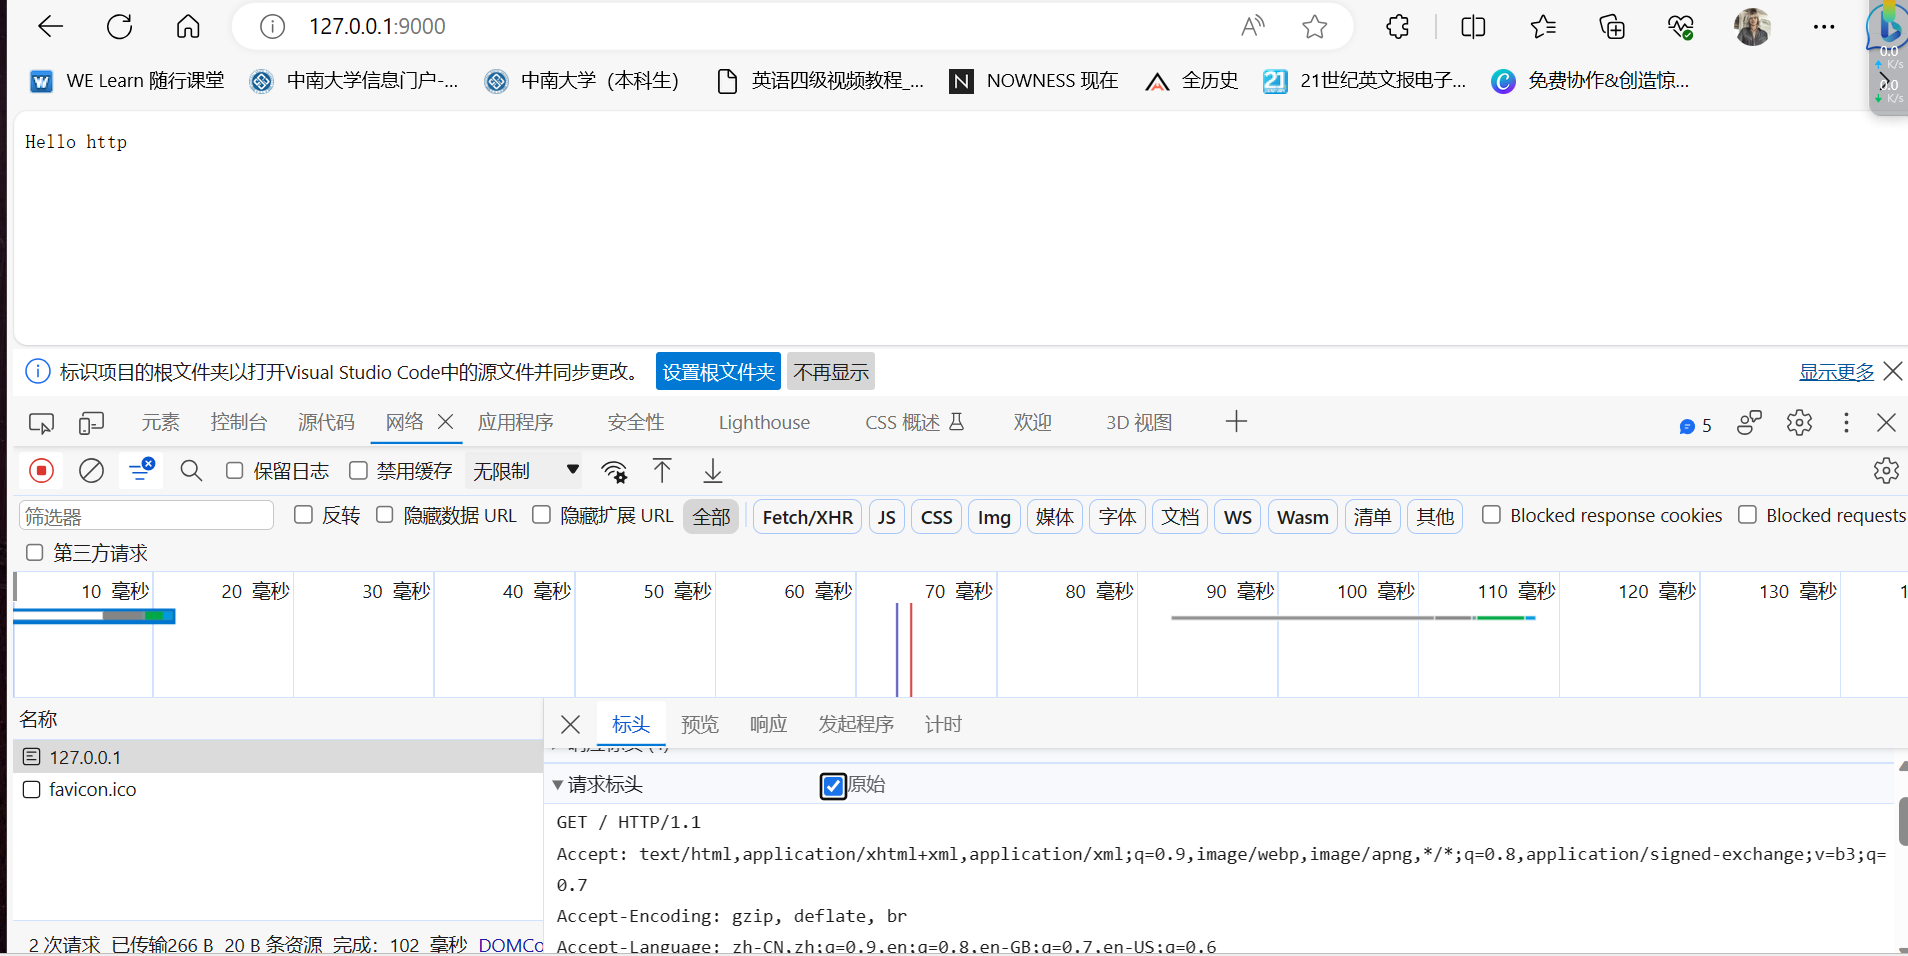 127.0.0.1:9000
WE Learn 随行课堂 中南大学信息门户-... 中南大学（本科生） 英语四级视频教程_... NOWNESS 现在 全历史 21世纪英文报电子... 免费协作&创造惊...
0.0
K/s
0.0
K/s
Hello http
标识项目的根文件夹以打开Visual Studio Code中的源文件并同步更改。 设置根文件夹 不再显示 显示更多
元素 控制台 源代码 网络 应用程序 安全性 Lighthouse CSS 概述 欢迎 3D 视图 5
保留日志 禁用缓存 无限制
筛选器 反转 隐藏数据 URL 隐藏扩展 URL 全部 Fetch/XHR JS CSS Img 媒体 字体 文档 WS Wasm 清单 其他 Blocked response cookies Blocked requests
第三方请求
10 毫秒 20 毫秒 30 毫秒 40 毫秒 50 毫秒 60 毫秒 70 毫秒 80 毫秒 90 毫秒 100 毫秒 110 毫秒 120 毫秒 130 毫秒 1
名称
127.0.0.1
favicon.ico
2 次请求 已传输266 B 20 B 条资源 完成：102 毫秒 DOMCo
标头 预览 响应 发起程序 计时
请求标头 原始
GET / HTTP/1.1
Accept: text/html,application/xhtml+xml,application/xml;q=0.9,image/webp,image/apng,*/*;q=0.8,application/signed-exchange;v=b3;q=
0.7
Accept-Encoding: gzip, deflate, br
Accept-Language: zh-CN,zh;q=0.9,en;q=0.8,en-GB;q=0.7,en-US;q=0.6